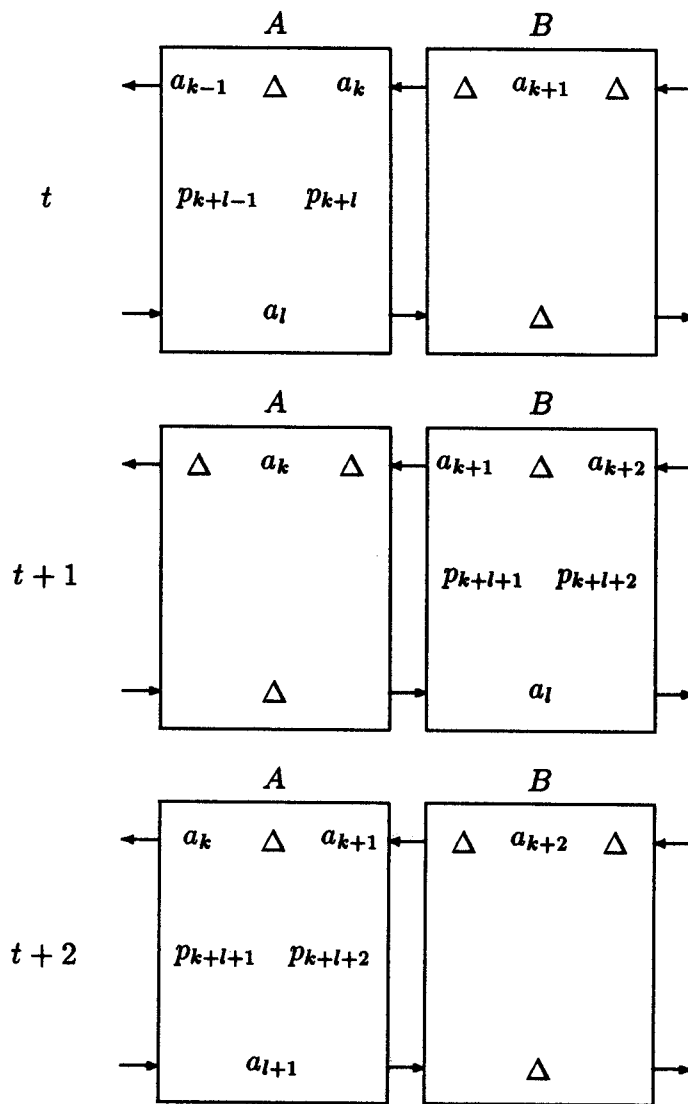 A B
a_{k-1} Δ a_k Δ a_{k+1} Δ
t p_{k+l-1} p_{k+l}
a_l Δ
A B
Δ a_k Δ a_{k+1} Δ a_{k+2}
t + 1 p_{k+l+1} p_{k+l+2}
Δ a_l
A B
a_k Δ a_{k+1} Δ a_{k+2} Δ
t + 2 p_{k+l+1} p_{k+l+2}
a_{l+1} Δ